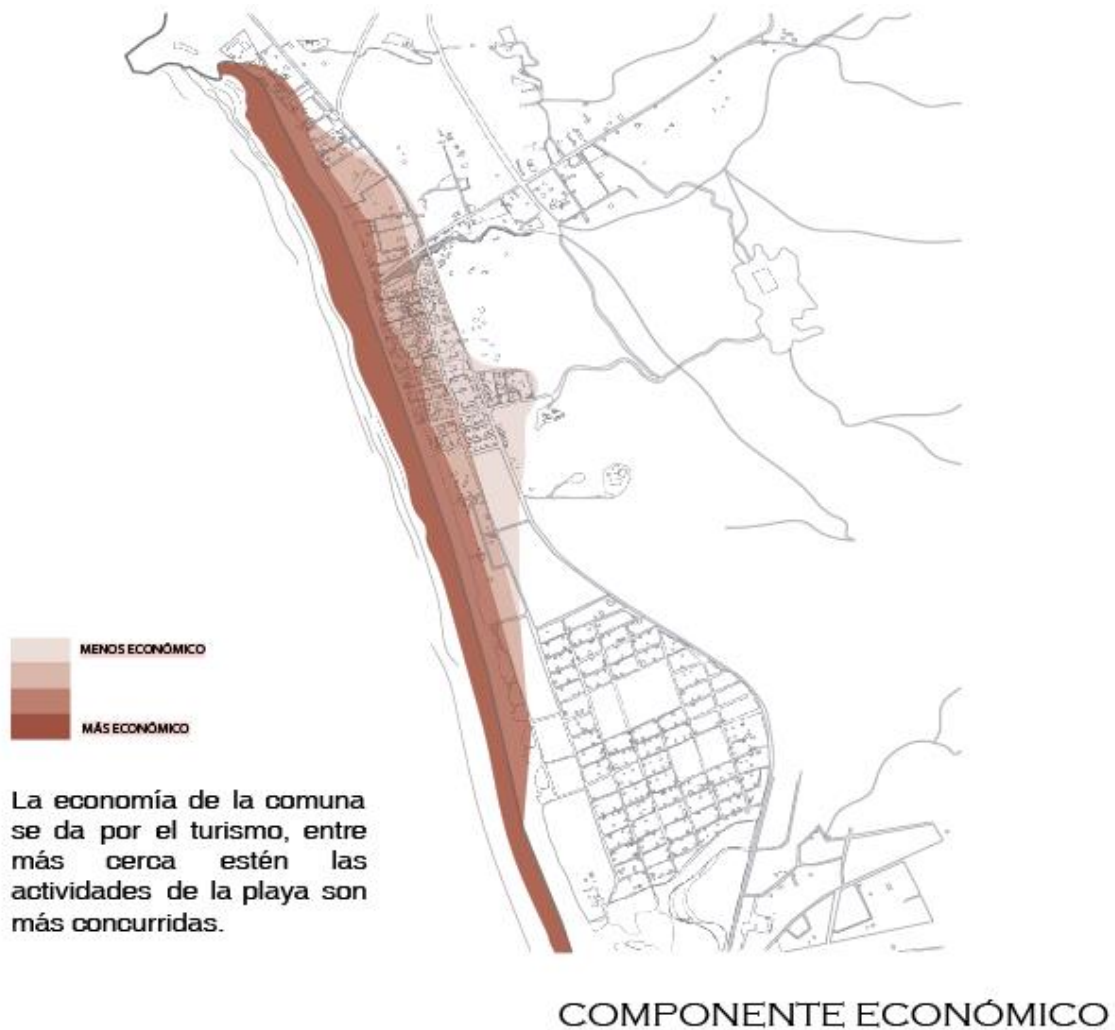 MENOS ECONÓMICO
MÁS ECONÓMICO
La economía de la comuna
se da por el turismo, entre
más cerca estén las
actividades de la playa son
más concurridas.
COMPONENTE ECONÓMICO